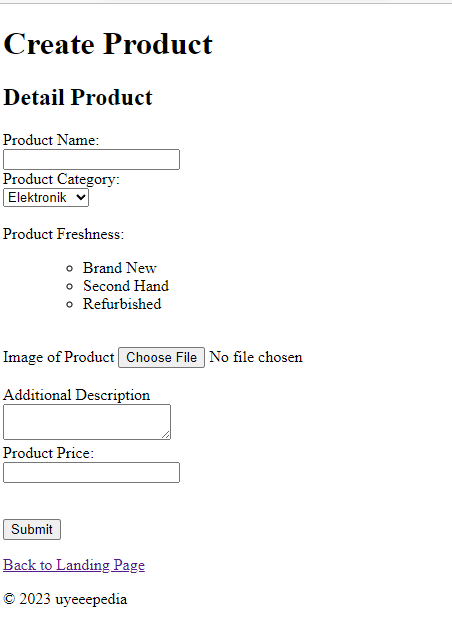 Create Product
Detail Product
Product Name:
Product Category:
Elektronik
Product Freshness:
Brand New
Second Hand
Refurbished
Image of Product Choose File No file chosen
Additional Description
Product Price:
Submit
Back to Landing Page
© 2023 uyeeepedia